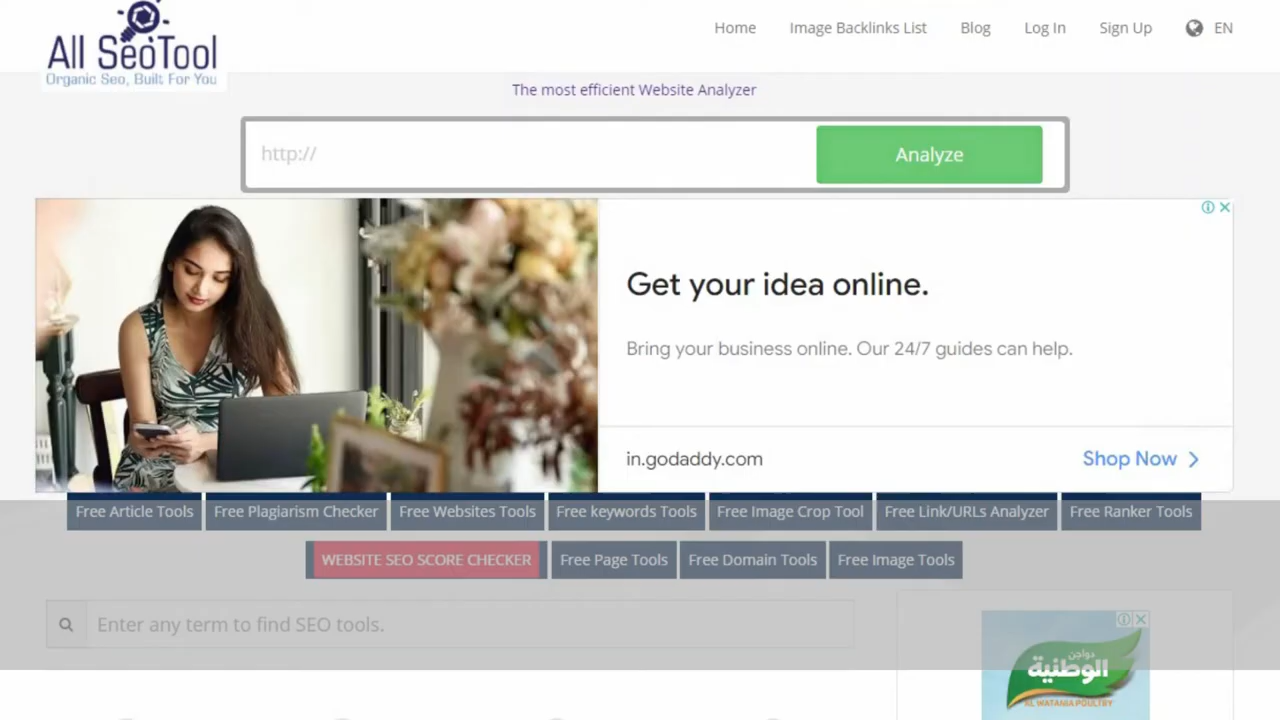 All SeoTool
Organic Seo, Built For You
Home Image Backlinks List Blog Log In Sign Up EN
The most efficient Website Analyzer
http:// Analyze
Get your idea online.
Bring your business online. Our 24/7 guides can help.
in.godaddy.com Shop Now
Free Article Tools Free Plagiarism Checker Free Websites Tools Free keywords Tools Free Image Crop Tool Free Link/URLs Analyzer Free Ranker Tools
WEBSITE SEO SCORE CHECKER Free Page Tools Free Domain Tools Free Image Tools
Enter any term to find SEO tools.
دواجن
الوطنية
AL WATANIA POULTRY